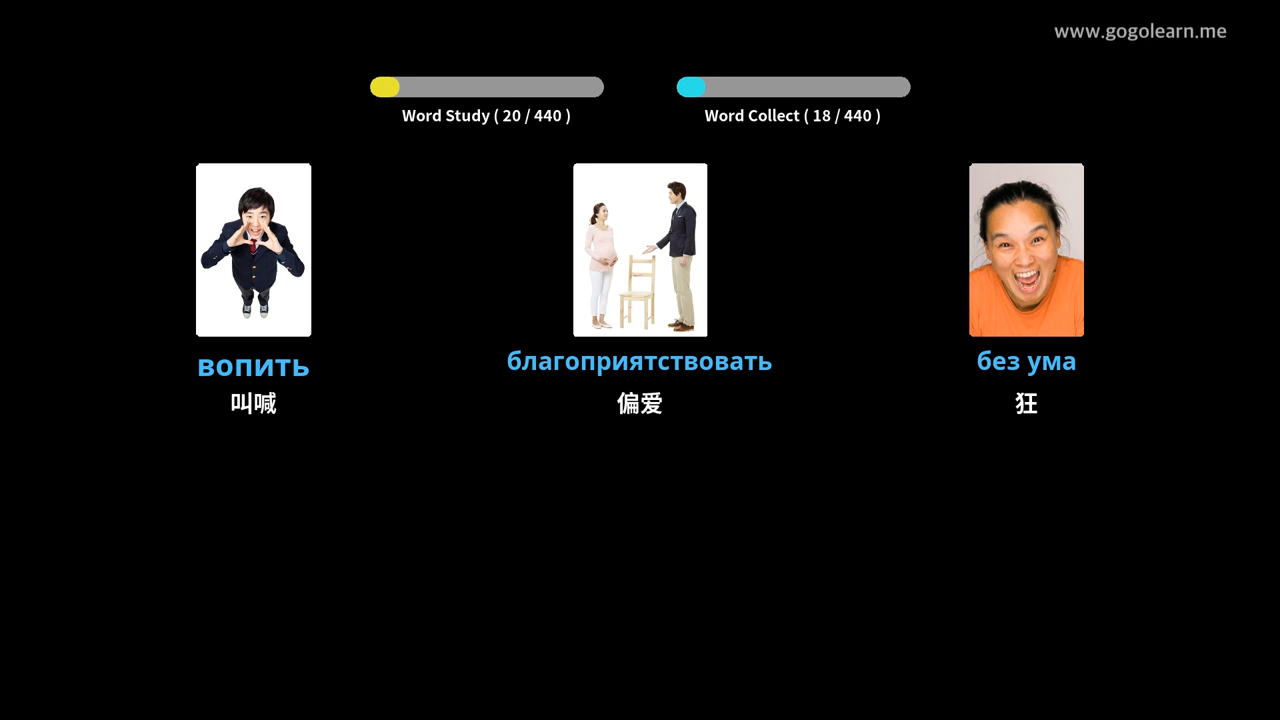 www.gogolearn.me
Word Study ( 20 / 440 )
Word Collect ( 18 / 440 )
вопить
叫喊
благоприятствовать
偏爱
без ума
狂